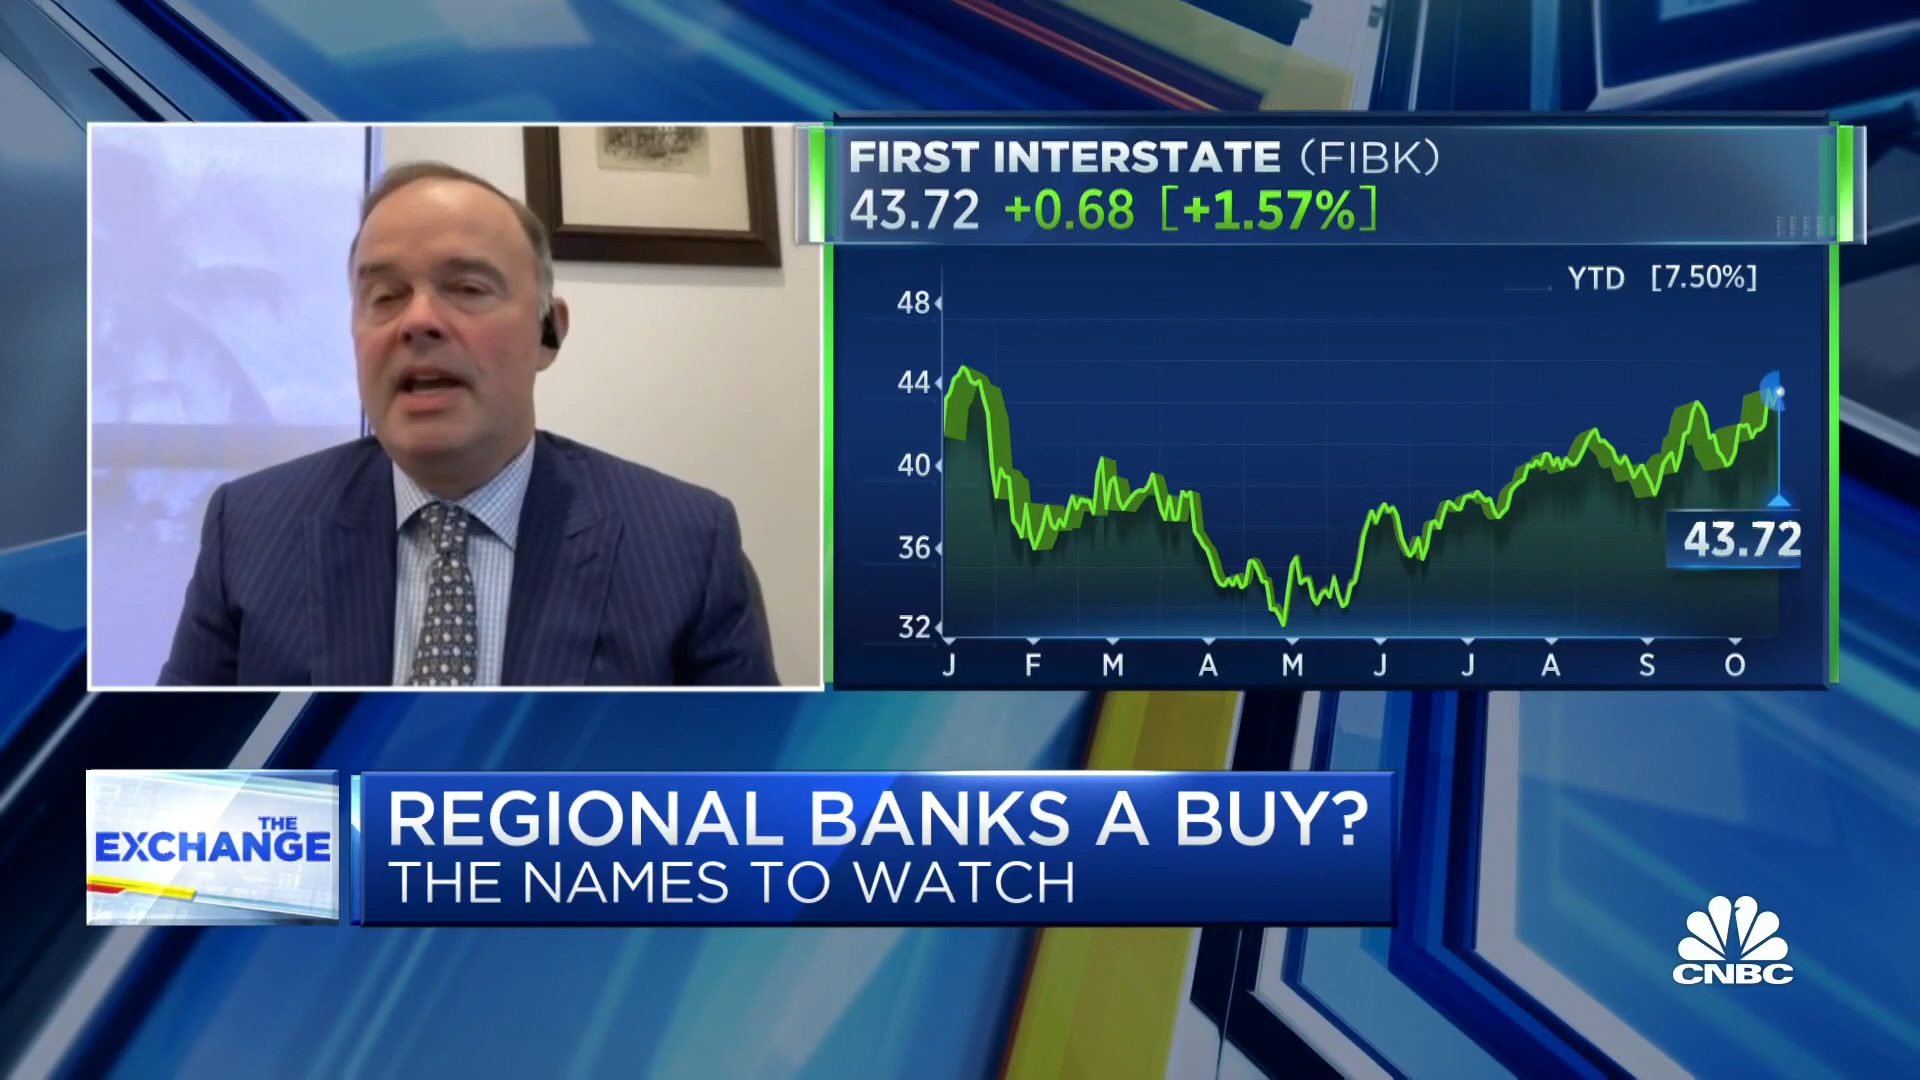 FIRST INTERSTATE (FIBK)
43.72 +0.68 [+1.57%]
YTD [7.50%]
48
44
40
36
32
43.72
J F M A M J J A S O
THE
EXCHANGE
REGIONAL BANKS A BUY?
THE NAMES TO WATCH
CNBC